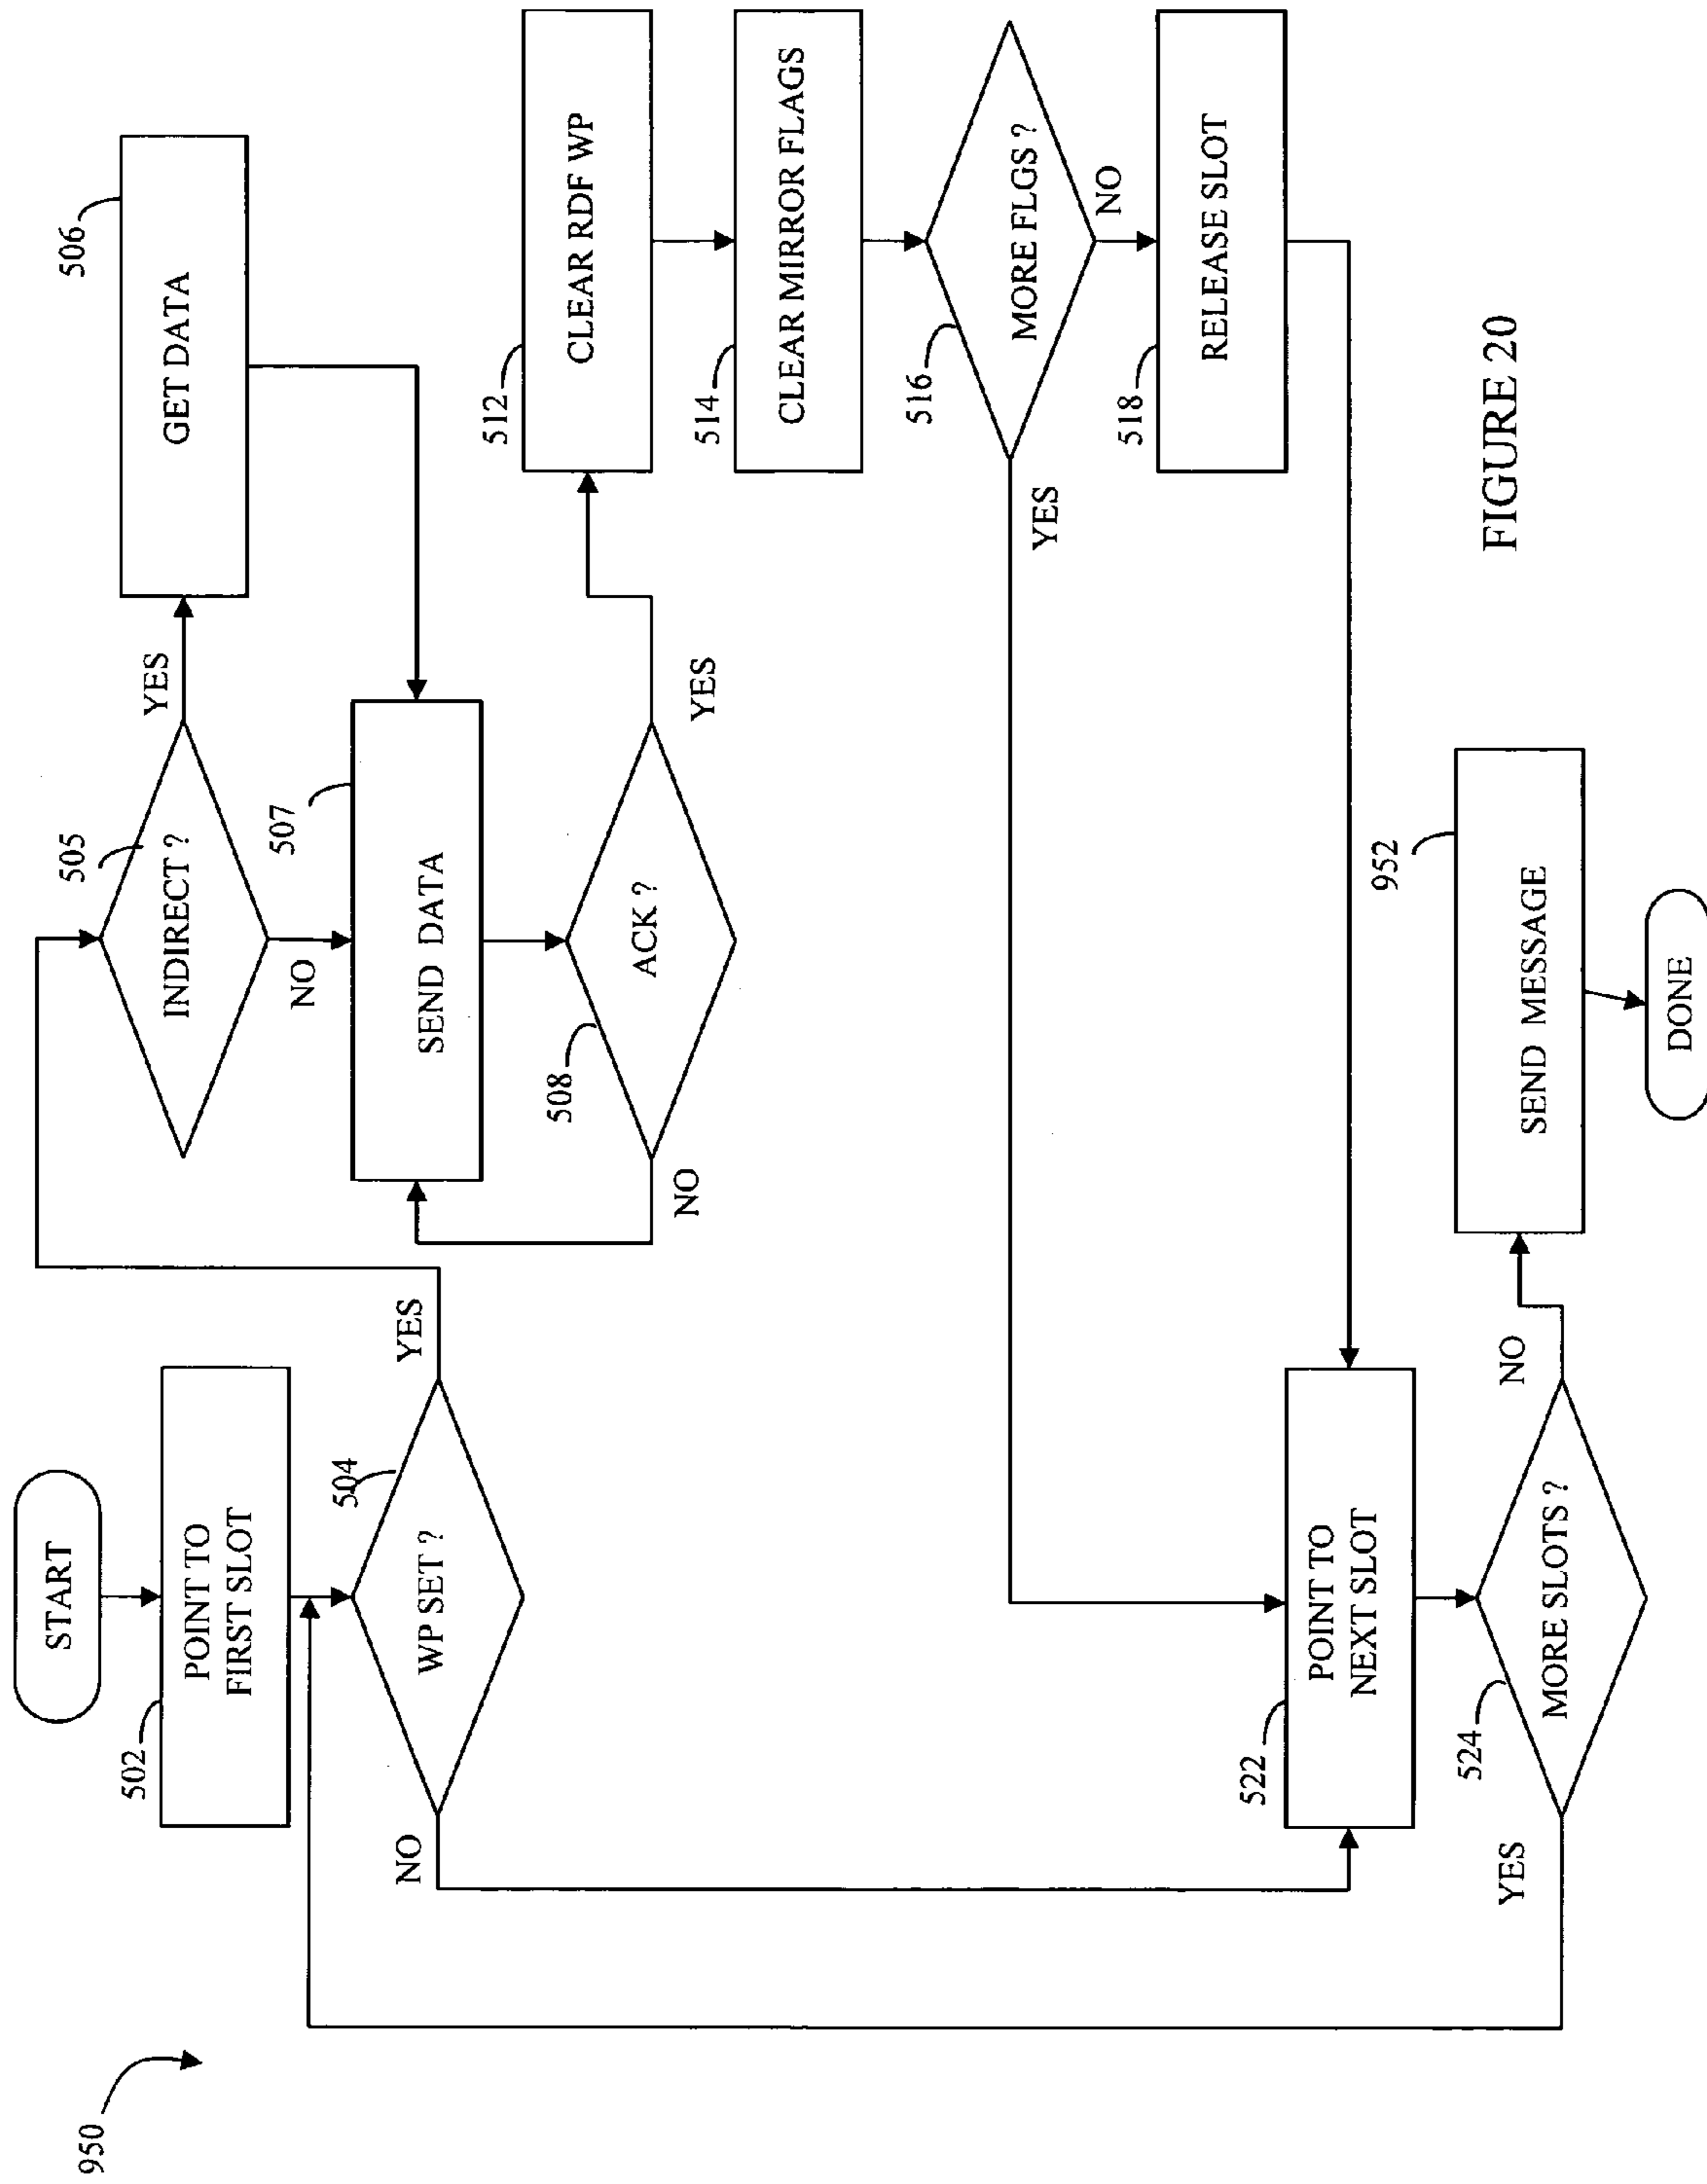 950
START
502
POINT TO
FIRST SLOT
504
WP SET ?
YES
NO
505
INDIRECT ?
YES
NO
506
GET DATA
507
SEND DATA
508
ACK ?
YES
NO
512
CLEAR RDF WP
514
CLEAR MIRROR FLAGS
516
MORE FLGS ?
YES
NO
518
RELEASE SLOT
522
POINT TO
NEXT SLOT
524
MORE SLOTS ?
YES
NO
952
SEND MESSAGE
DONE
FIGURE 20